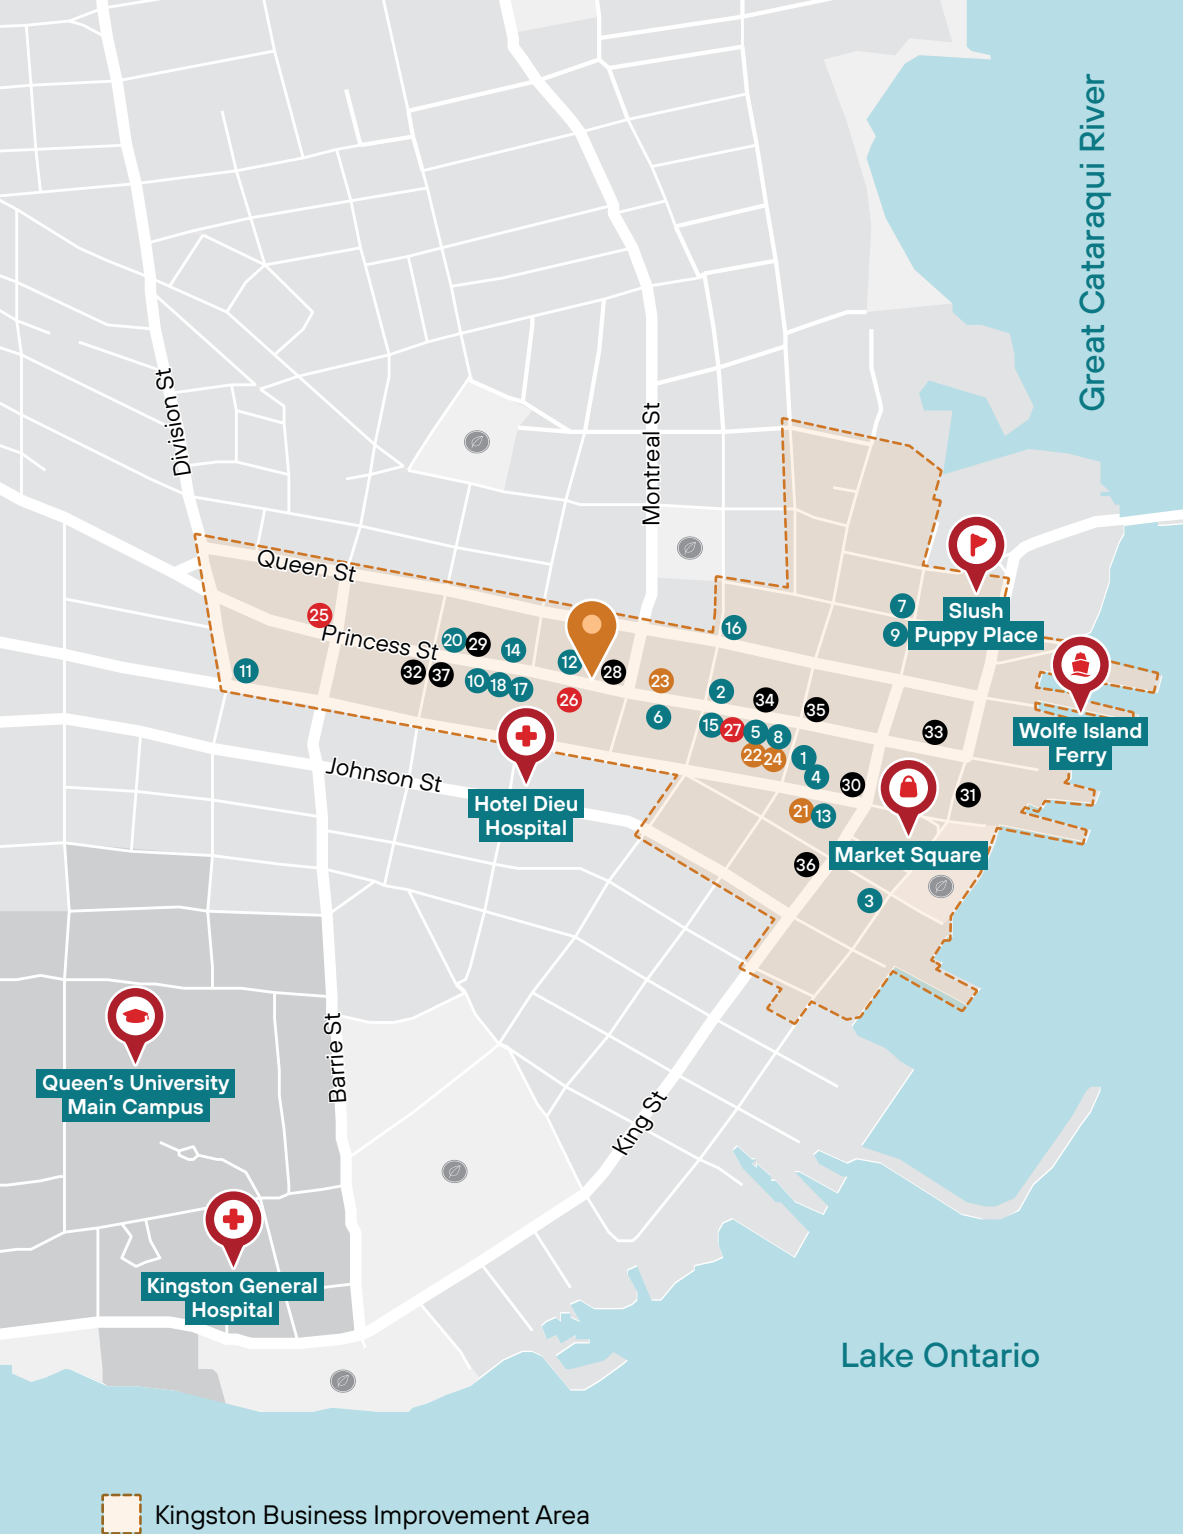 Great Cataraqui River
Division St
Montreal St
Queen St
Slush
Puppy Place
7
9
25
Princess St
20
29
14
16
12
28
11
32
37
10
18
17
26
23
2
34
35
6
15
27
5
8
33
Wolfe Island
Ferry
22
24
1
4
30
31
Johnson St
Hotel Dieu
Hospital
21
13
Market Square
36
3
Queen's University
Main Campus
Barrie St
King St
Kingston General
Hospital
Lake Ontario
Kingston Business Improvement Area